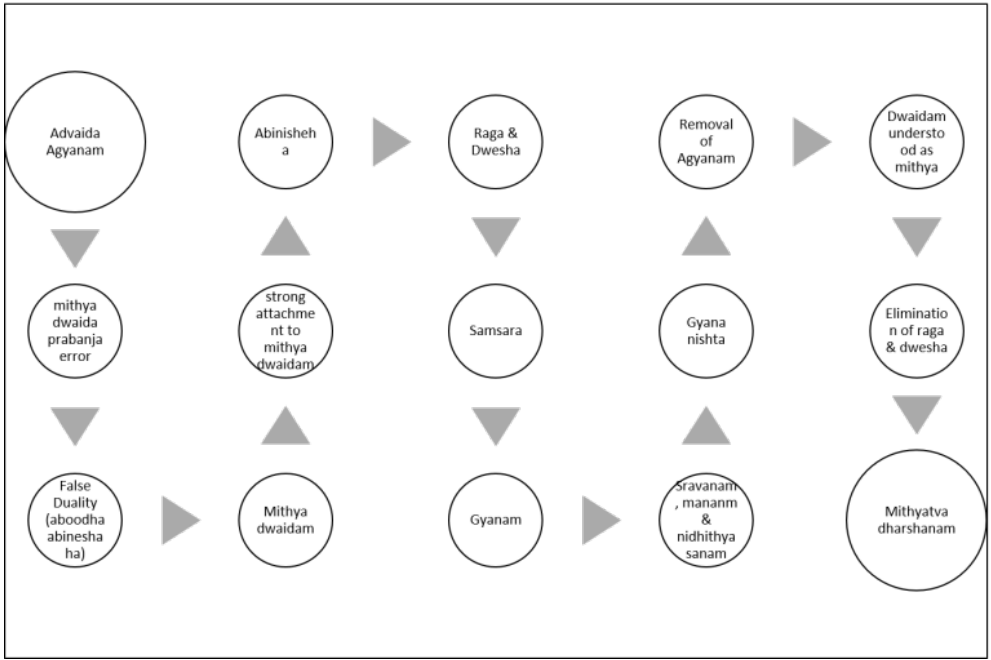 Advaida
Agyanam
mithya
dwaida
prabanja
error
False
Duality
(aboodha
abinesha
ha)
Mithya
dwaidam
strong
attachme
nt to
mithya
dwaidam
Abinisheh
a
Raga &
Dwesha
Samsara
Gyanam
Sravanam
, mananm
&
nidhithya
sanam
Gyana
nishta
Removal
of
Agyanam
Dwaidam
understo
od as
mithya
Eliminatio
n of raga
& dwesha
Mithyatva
dharshanam